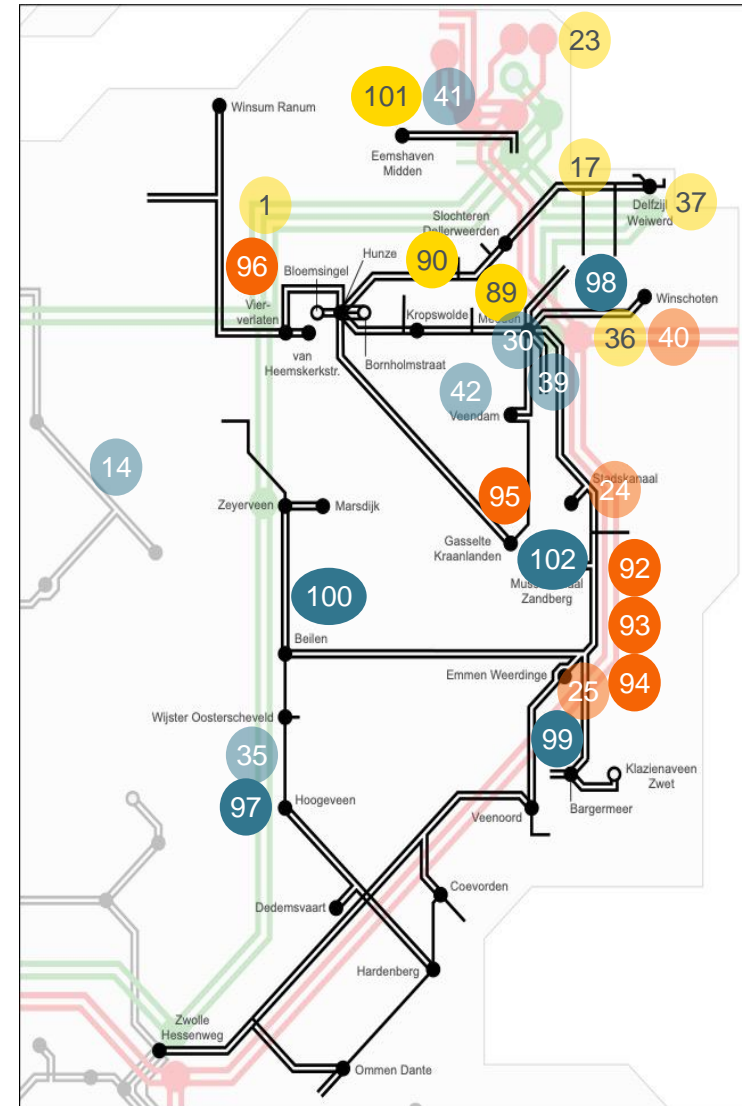 23
101
41
Winsum Ranum
Eemshaven
Midden
17
1
37
Delfzijl
Weiwerd
Slochteren
Dellerweerden
Hunze
96
90
Bloemsingel
98
Vier-
verlaten
89
Winschoten
Kropswolde
Meeden
30
36
40
van
Heemskerkstr.
Bornholmstraat
39
42
Veendam
14
Stadskanaal
24
95
Zeyerveen
Marsdijk
Gasselte
Kraanlanden
102
92
Zandberg
100
93
Beilen
Emmen Weerdinge
94
25
Wijster Oosterscheveld
99
35
Klazienaveen
Zwet
97
Hoogeveen
Veenoord
Bargermeer
Coevorden
Dedemsvaart
Hardenberg
Zwolle
Hessenweg
Ommen Dante